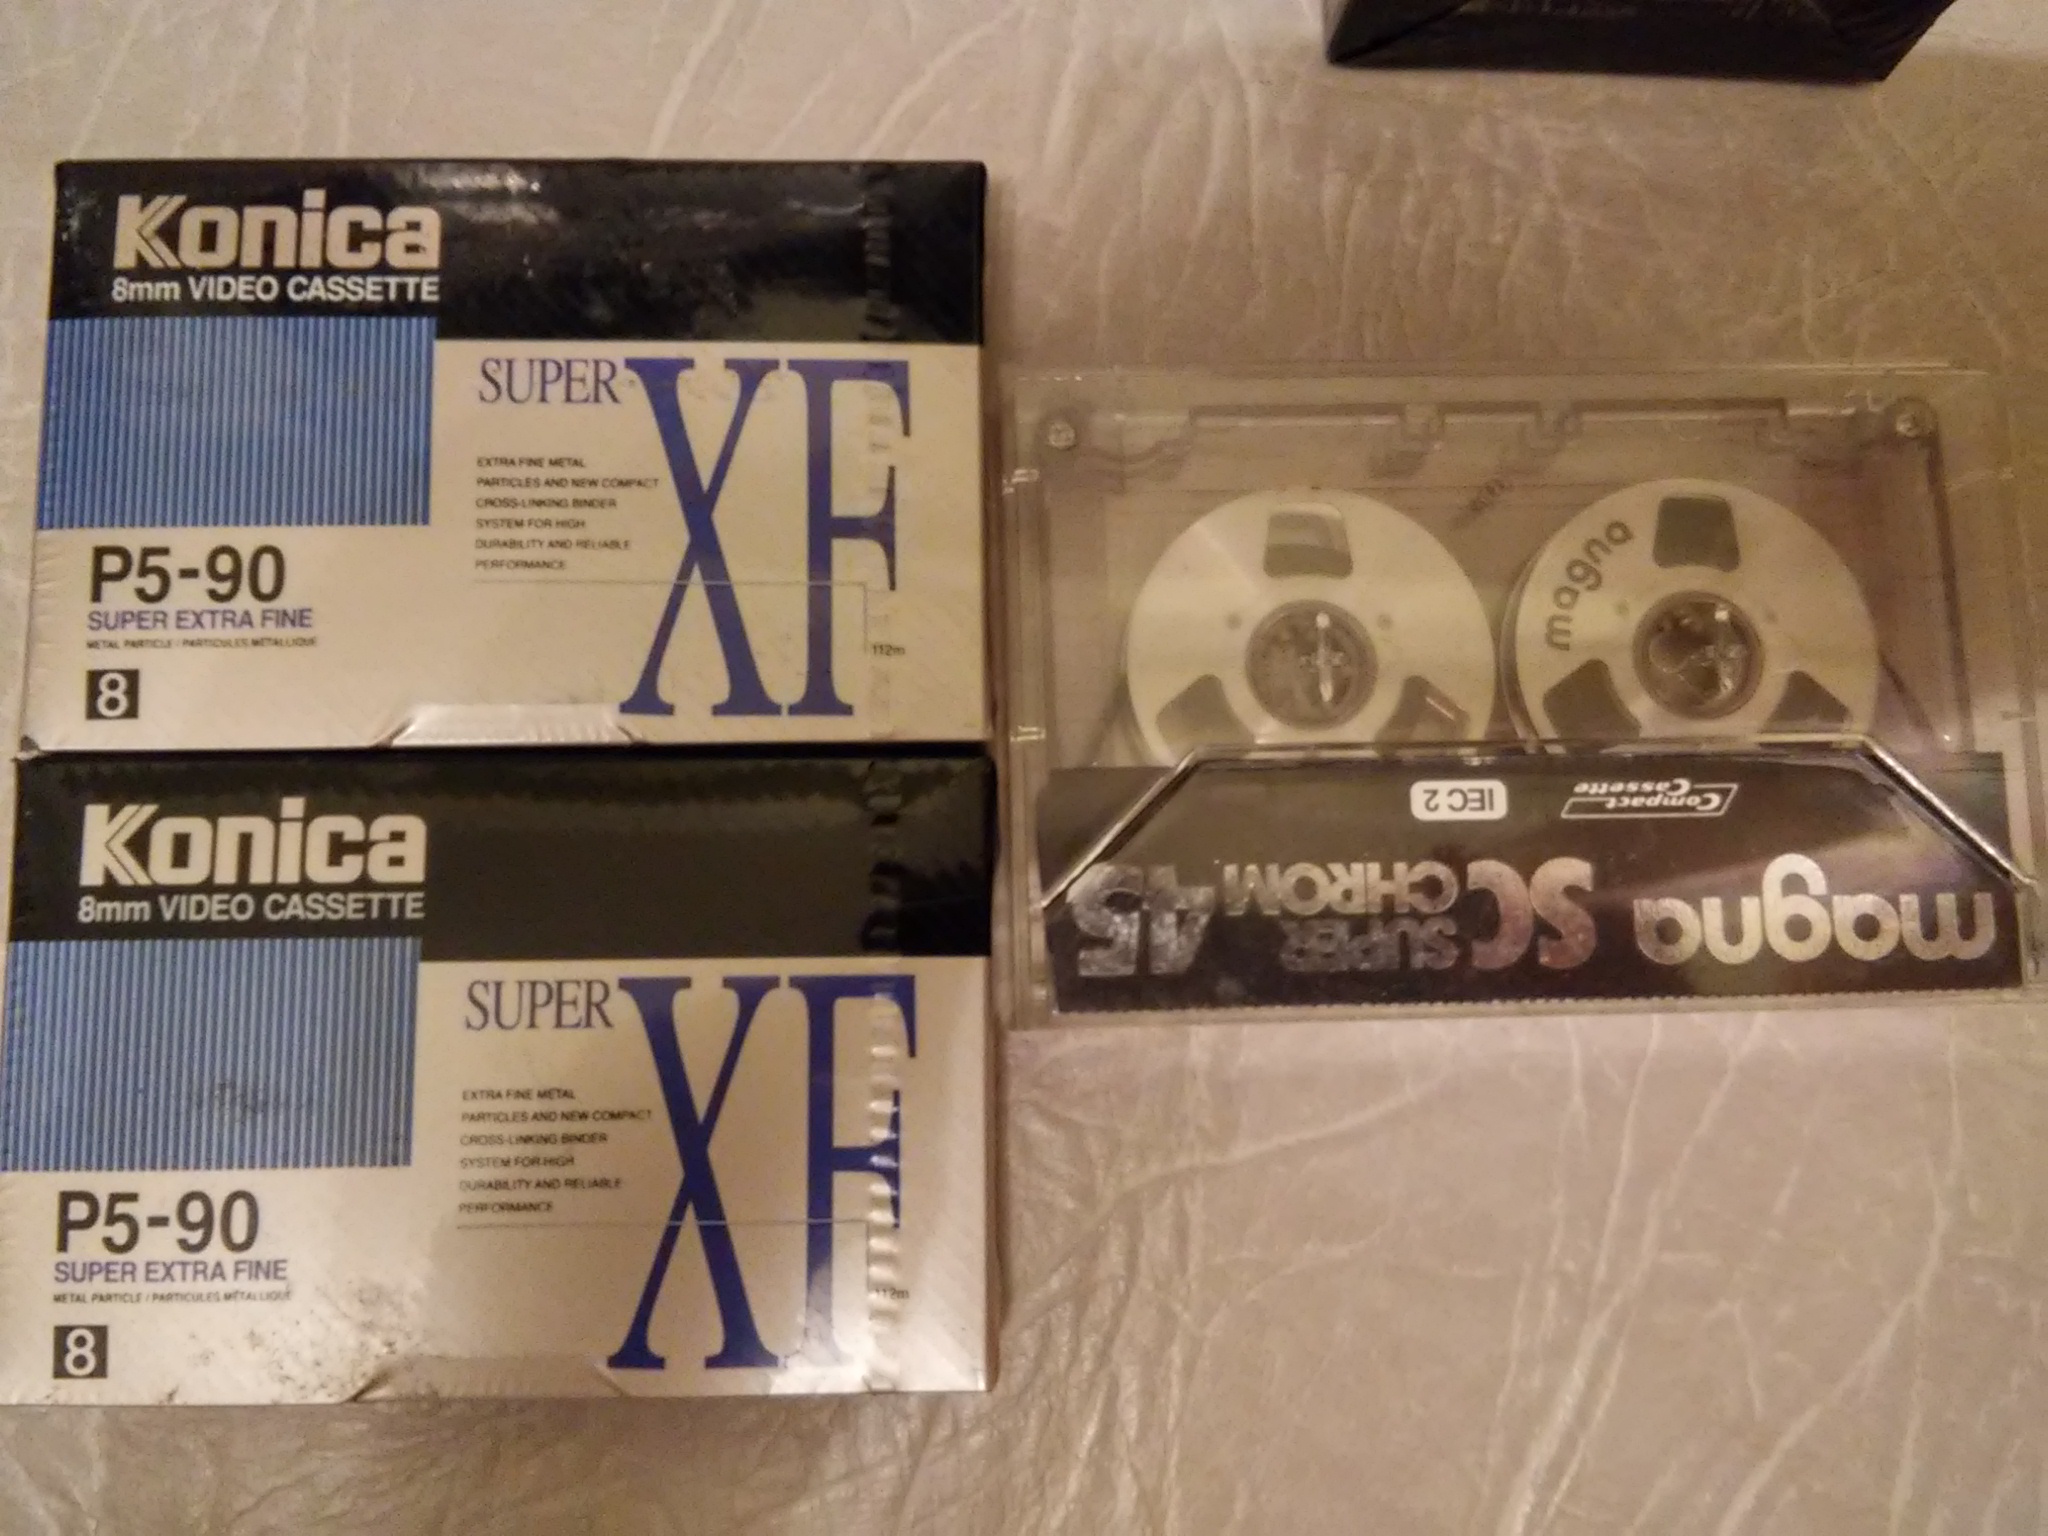 Konica
8mm VIDEO CASSETTE
SUPER XF
EXTRA FINE METAL
PARTICLES AND NEW COMPACT
CROSS-LINKING BINDER
SYSTEM FOR HIGH
DURABILITY AND RELIABLE
PERFORMANCE
P5-90
SUPER EXTRA FINE
METAL PARTICLE / PARTICULES MÉTALLIQUE
112m
8
Konica
8mm VIDEO CASSETTE
SUPER XF
EXTRA FINE METAL
PARTICLES AND NEW COMPACT
CROSS-LINKING BINDER
SYSTEM FOR HIGH
DURABILITY AND RELIABLE
PERFORMANCE
P5-90
SUPER EXTRA FINE
METAL PARTICLE / PARTICULES MÉTALLIQUE
112m
8
magna
magna SC SUPER CHROM 45
Compact Cassette
IEC 2